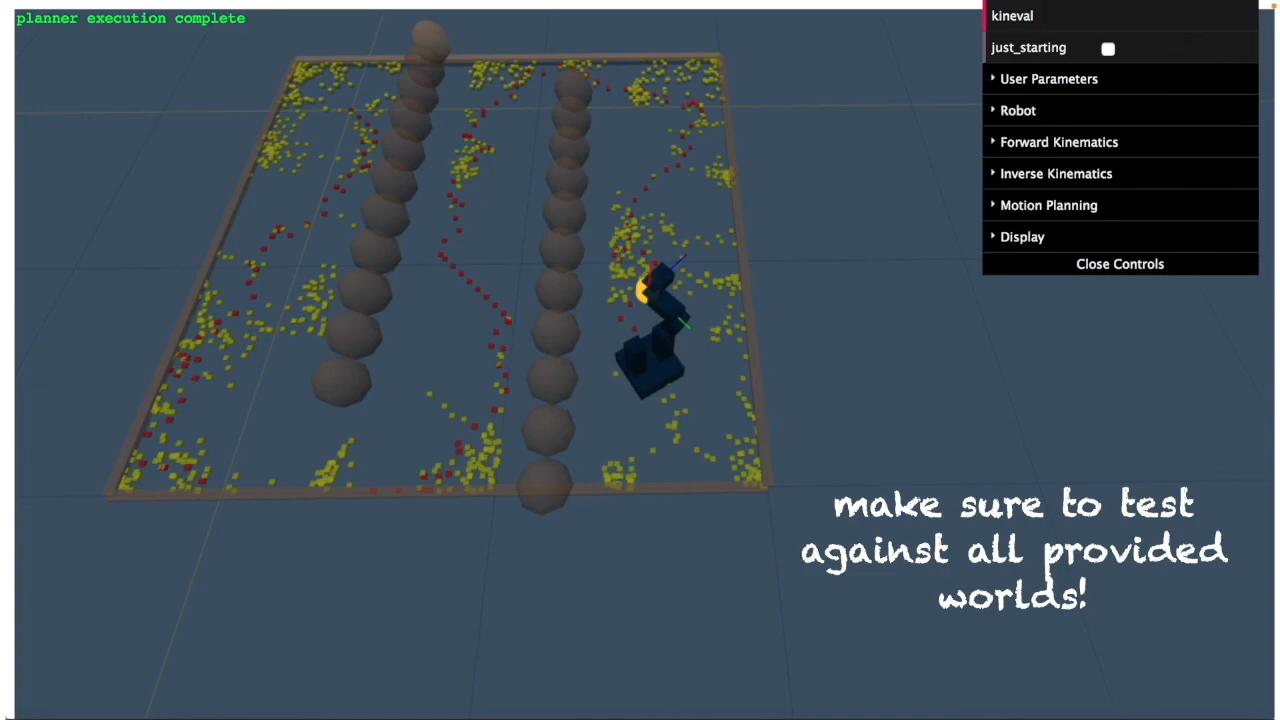 planner execution complete
kineval
just_starting
User Parameters
Robot
Forward Kinematics
Inverse Kinematics
Motion Planning
Display
Close Controls
make sure to test
against all provided
worlds!